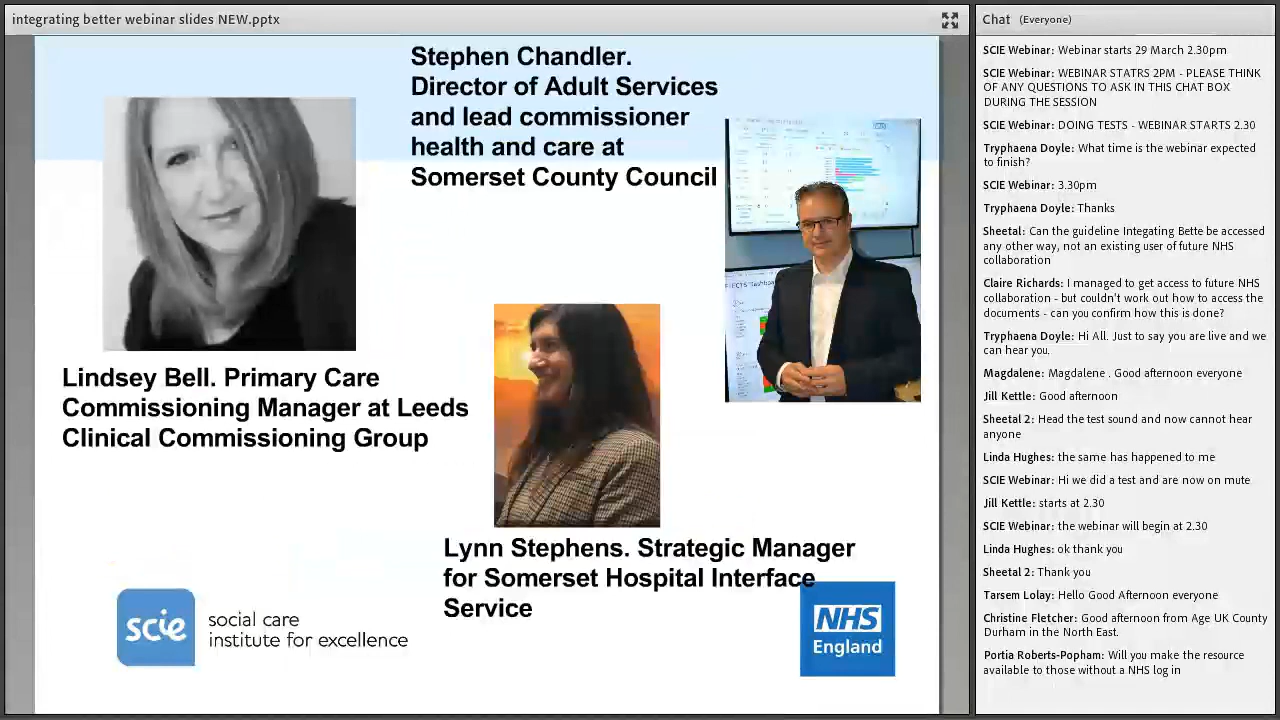 integrating better webinar slides NEW.pptx
Stephen Chandler.
Director of Adult Services
and lead commissioner
health and care at
Somerset County Council
Lindsey Bell. Primary Care
Commissioning Manager at Leeds
Clinical Commissioning Group
Lynn Stephens. Strategic Manager
for Somerset Hospital Interface
Service
scie
social care
institute for excellence
NHS
England
Chat (Everyone)
SCIE Webinar: Webinar starts 29 March 2.30pm
SCIE Webinar: WEBINAR STATRS 2PM - PLEASE THINK
OF ANY QUESTIONS TO ASK IN THIS CHAT BOX
DURING THE SESSION
SCIE Webinar: DOING TESTS - WEBINAR STARTS 2.30
Tryphaena Doyle: What time is the webinar expected
to finish?
SCIE Webinar: 3.30pm
Tryphaena Doyle: Thanks
Sheetal: Can the guideline Integating Bette be accessed
any other way, not an existing user of future NHS
collaboration
Claire Richards: I managed to get access to future NHS
collaboration - but couldn't work out how to access the
documents - can you confirm how this is done?
Tryphaena Doyle: Hi All. Just to say you are live and we
can hear you.
Magdalene: Magdalene . Good afternoon everyone
Jill Kettle: Good afternoon
Sheetal 2: Head the test sound and now cannot hear
anyone
Linda Hughes: the same has happened to me
SCIE Webinar: Hi we did a test and are now on mute
Jill Kettle: starts at 2.30
SCIE Webinar: the webinar will begin at 2.30
Linda Hughes: ok thank you
Sheetal 2: Thank you
Tarsem Lolay: Hello Good Afternoon everyone
Christine Fletcher: Good afternoon from Age UK County
Durham in the North East.
Portia Roberts-Popham: Will you make the resource
available to those without a NHS log in